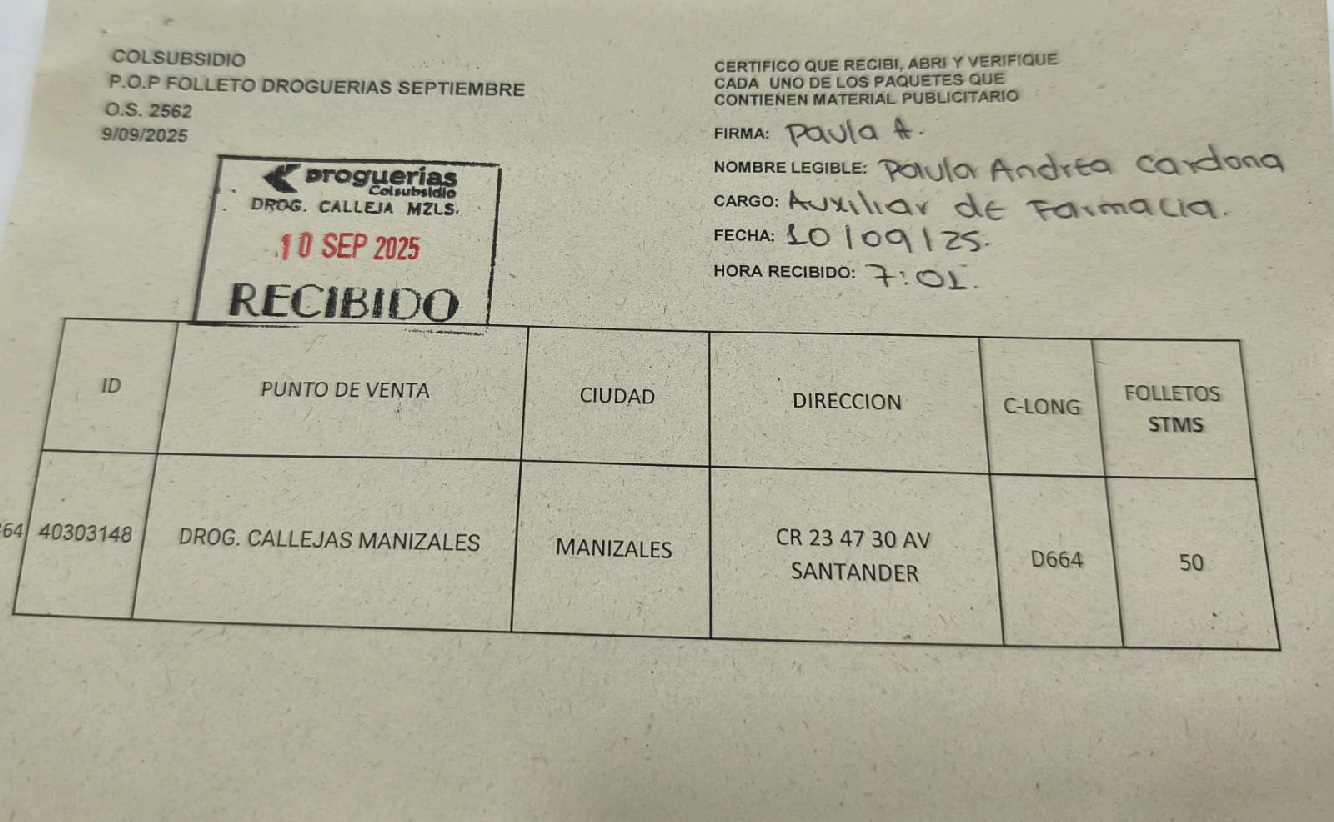 COLSUBSIDIO
P.O.P FOLLETO DROGUERIAS SEPTIEMBRE
O.S. 2562
9/09/2025
CERTIFICO QUE RECIBI, ABRI Y VERIFIQUE
CADA UNO DE LOS PAQUETES QUE
CONTIENEN MATERIAL PUBLICITARIO
FIRMA: Paula A.
NOMBRE LEGIBLE: Paula Andrea Cardona
CARGO: Auxiliar de Farmacia.
FECHA: 10/09/25.
HORA RECIBIDO: 7:01.
Droguerías
Colsubsidio
DROG. CALLEJA MZLS.
10 SEP 2025
RECIBIDO
ID PUNTO DE VENTA CIUDAD DIRECCION C-LONG FOLLETOS STMS
40303148 DROG. CALLEJAS MANIZALES MANIZALES CR 23 47 30 AV SANTANDER D664 50